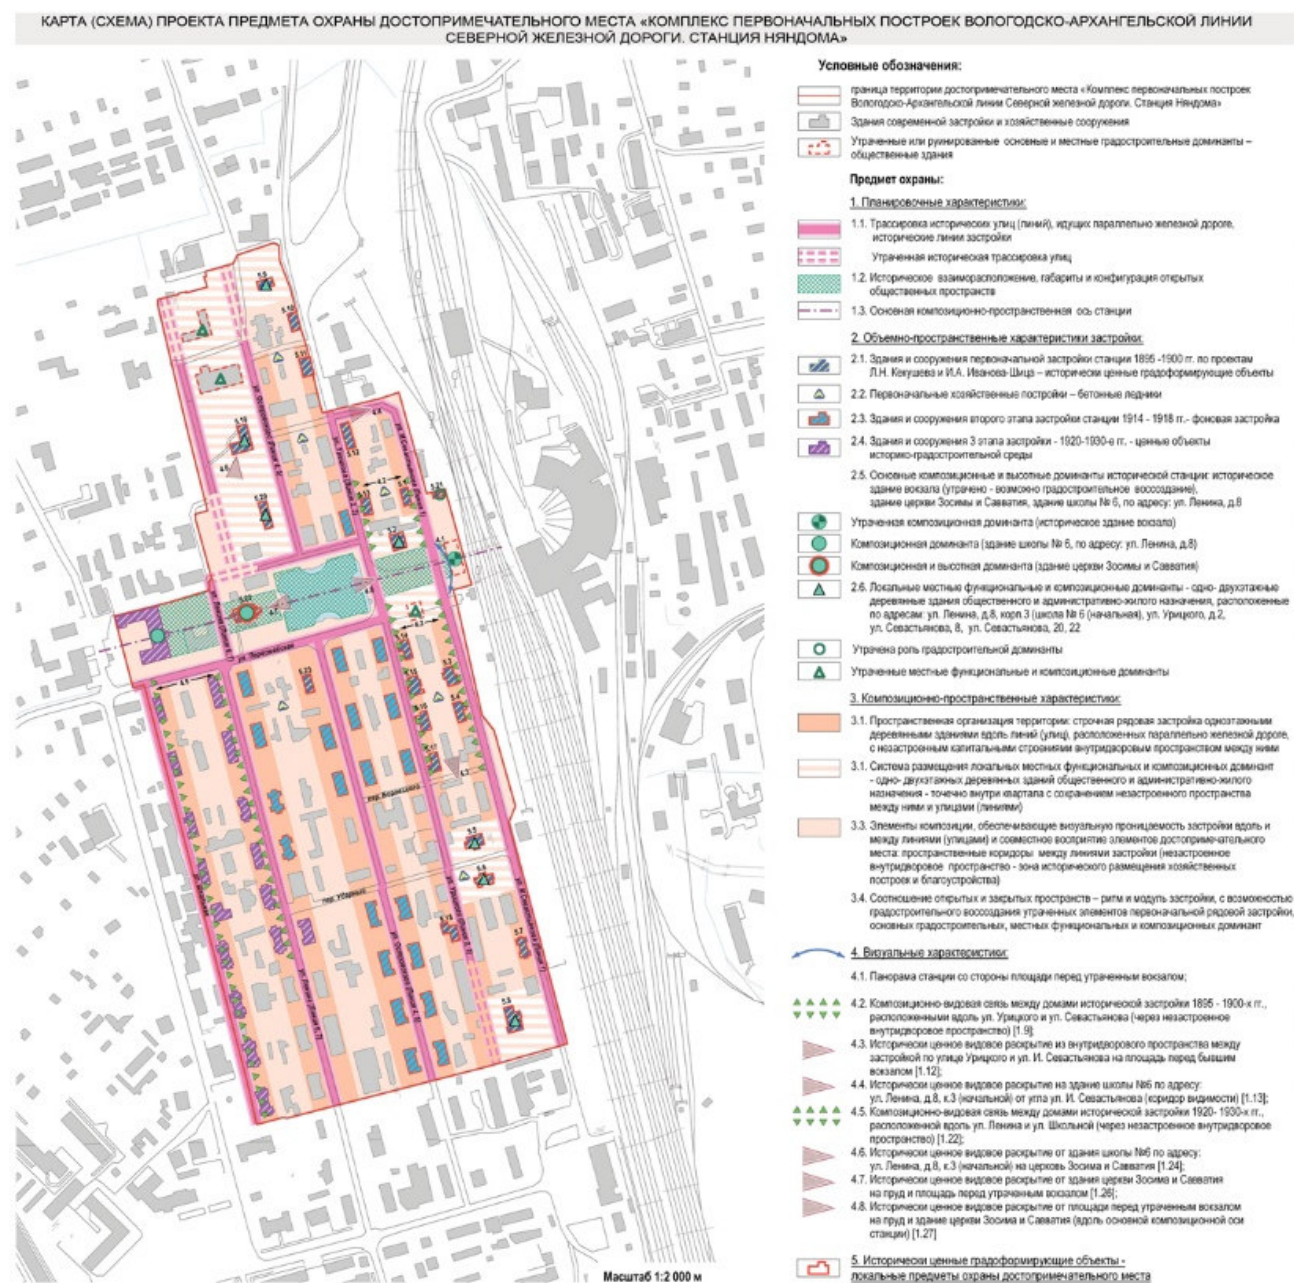 КАРТА (СХЕМА) ПРОЕКТА ПРЕДМЕТА ОХРАНЫ ДОСТОПРИМЕЧАТЕЛЬНОГО МЕСТА «КОМПЛЕКС ПЕРВОНАЧАЛЬНЫХ ПОСТРОЕК ВОЛОГОДСКО-АРХАНГЕЛЬСКОЙ ЛИНИИ
СЕВЕРНОЙ ЖЕЛЕЗНОЙ ДОРОГИ. СТАНЦИЯ НЯНДОМА»
Условные обозначения:
граница территории достопримечательного места «Комплекс первоначальных построек
Вологодско-Архангельской линии Северной железной дороги. Станция Няндома»
Здания современной застройки и хозяйственные сооружения
Утраченные или руинированные основные и местные градостроительные доминанты –
общественные здания
Предмет охраны:
1. Планировочные характеристики:
1.1. Трассировка исторических улиц (линий), идущих параллельно железной дороге,
исторические линии застройки
Утраченная историческая трассировка улиц
1.2. Историческое взаиморасположение, габариты и конфигурация открытых
общественных пространств
1.3. Основная композиционно-пространственная ось станции
2. Объемно-пространственные характеристики застройки:
2.1. Здания и сооружения первоначальной застройки станции 1895 -1900 гг. по проектам
Л.Н. Кекушева и И.А. Иванова-Шица – исторически ценные градоформирующие объекты
2.2. Первоначальные хозяйственные постройки – бетонные ледники
2.3. Здания и сооружения второго этапа застройки станции 1914 - 1918 гг.- фоновая застройка
2.4. Здания и сооружения 3 этапа застройки - 1920-1930-е гг. - ценные объекты
историко-градостроительной среды
2.5. Основные композиционные и высотные доминанты исторической станции: историческое
здание вокзала (утрачено - возможно градостроительное воссоздание),
здание церкви Зосимы и Савватия, здание школы № 6, по адресу: ул. Ленина, д.8
Утраченная композиционная доминанта (историческое здание вокзала)
Композиционная доминанта (здание школы № 6, по адресу: ул. Ленина, д.8)
Композиционная и высотная доминанта (здание церкви Зосимы и Савватия)
2.6. Локальные местные функциональные и композиционные доминанты - одно- двухэтажные
деревянные здания общественного и административно-жилого назначения, расположенные
по адресам: ул. Ленина, д.8, корп.3 (школа № 6 (начальная), ул. Урицкого, д.2,
ул. Севастьянова, 8, ул. Севастьянова, 20, 22
Утрачена роль градостроительной доминанты
Утраченные местные функциональные и композиционные доминанты
3. Композиционно-пространственные характеристики:
3.1. Пространственная организация территории: строчная рядовая застройка одноэтажными
деревянными зданиями вдоль линий (улиц), расположенных параллельно железной дороге,
с незастроенным капитальными строениями внутридворовым пространством между ними
3.1. Система размещения локальных местных функциональных и композиционных доминант
- одно- двухэтажных деревянных зданий общественного и административно-жилого
назначения - точечно внутри квартала с сохранением незастроенного пространства
между ними и улицами (линиями)
3.3. Элементы композиции, обеспечивающие визуальную проницаемость застройки вдоль и
между линиями (улицами) и совместное восприятие элементов достопримечательного
места: пространственные коридоры между линиями застройки (незастроенное
внутридворовое пространство - зона исторического размещения хозяйственных
построек и благоустройства)
3.4. Соотношение открытых и закрытых пространств – ритм и модуль застройки, с возможностью
градостроительного воссоздания утраченных элементов первоначальной рядовой застройки,
основных градостроительных, местных функциональных и композиционных доминант
4. Визуальные характеристики:
4.1. Панорама станции со стороны площади перед утраченным вокзалом;
4.2. Композиционно-видовая связь между домами исторической застройки 1895 - 1900-х гг.,
расположенными вдоль ул. Урицкого и ул. Севастьянова (через незастроенное
внутридворовое пространство) [1.9];
4.3. Исторически ценное видовое раскрытие из внутридворового пространства между
застройкой по улице Урицкого и ул. И. Севастьянова на площадь перед бывшим
вокзалом [1.12];
4.4. Исторически ценное видовое раскрытие на здание школы №6 по адресу:
ул. Ленина, д.8, к.3 (начальной) от угла ул. И. Севастьянова (коридор видимости) [1.13];
4.5. Композиционно-видовая связь между домами исторической застройки 1920- 1930-х гг.,
расположенной вдоль ул. Ленина и ул. Школьной (через незастроенное внутридворовое
пространство) [1.22];
4.6. Исторически ценное видовое раскрытие от здания школы №6 по адресу:
ул. Ленина, д.8, к.3 (начальной) на церковь Зосима и Савватия [1.24];
4.7. Исторически ценное видовое раскрытие от здания церкви Зосима и Савватия
на пруд и площадь перед утраченным вокзалом [1.26];
4.8. Исторически ценное видовое раскрытие от площади перед утраченным вокзалом
на пруд и здание церкви Зосима и Савватия (вдоль основной композиционной оси
станции) [1.27]
5. Исторически ценные градоформирующие объекты -
локальные предметы охраны достопримечательного места
Масштаб 1:2 000 м